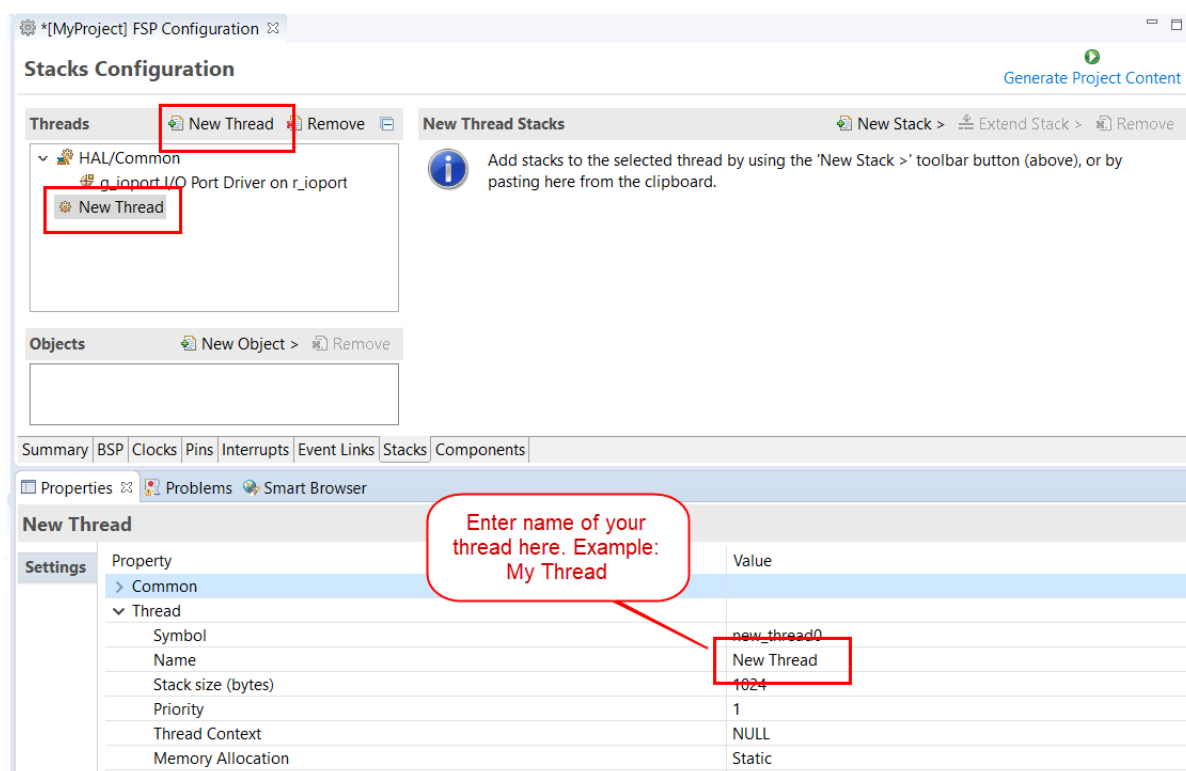 *[MyProject] FSP Configuration
Stacks Configuration
Generate Project Content
Threads New Thread Remove
HAL/Common
g_ioport I/O Port Driver on r_ioport
New Thread
New Thread Stacks New Stack > Extend Stack > Remove
Add stacks to the selected thread by using the 'New Stack >' toolbar button (above), or by
pasting here from the clipboard.
Objects New Object > Remove
Summary BSP Clocks Pins Interrupts Event Links Stacks Components
Properties Problems Smart Browser
New Thread
Enter name of your
thread here. Example:
My Thread
Settings Property Value
Common
Thread
Symbol new_thread0
Name New Thread
Stack size (bytes) 1024
Priority 1
Thread Context NULL
Memory Allocation Static